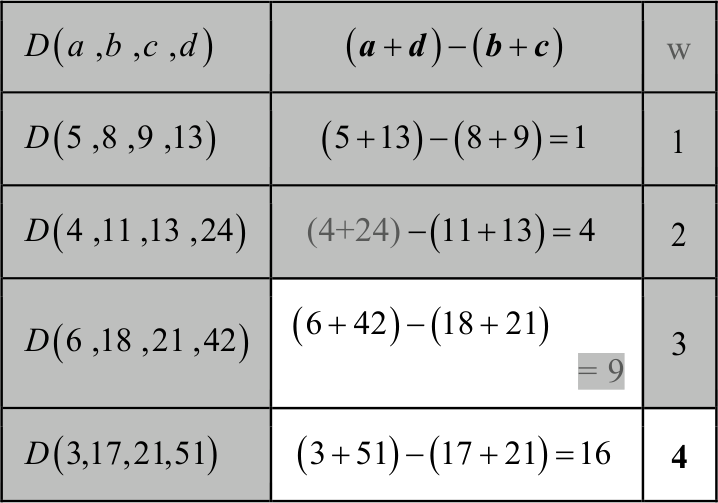 D(a ,b ,c ,d) (a+d)−(b+c) w
D(5 ,8 ,9 ,13) (5+13)−(8+9)=1 1
D(4 ,11 ,13 ,24) (4+24) −(11+13)=4 2
D(6 ,18 ,21 ,42) (6+42)−(18+21) 3
= 9
D(3,17,21,51) (3+51)−(17+21)=16 4